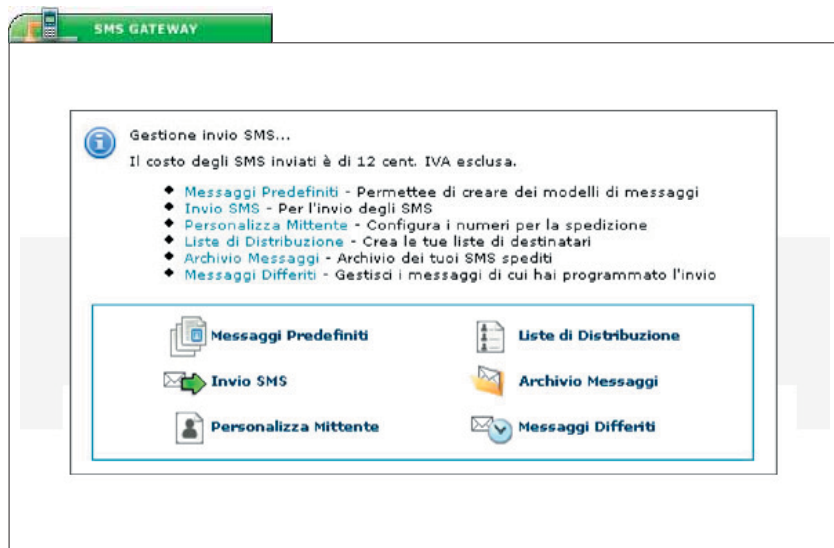 SMS GATEWAY
Gestione invio SMS...
Il costo degli SMS inviati è di 12 cent. IVA esclusa.
Messaggi Predefiniti - Permettee di creare dei modelli di messaggi
Invio SMS - Per l'invio degli SMS
Personalizza Mittente - Configura i numeri per la spedizione
Liste di Distribuzione - Crea le tue liste di destinatari
Archivio Messaggi - Archivio dei tuoi SMS spediti
Messaggi Differiti - Gestisci i messaggi di cui hai programmato l'invio
Messaggi Predefiniti
Liste di Distribuzione
Invio SMS
Archivio Messaggi
Personalizza Mittente
Messaggi Differiti